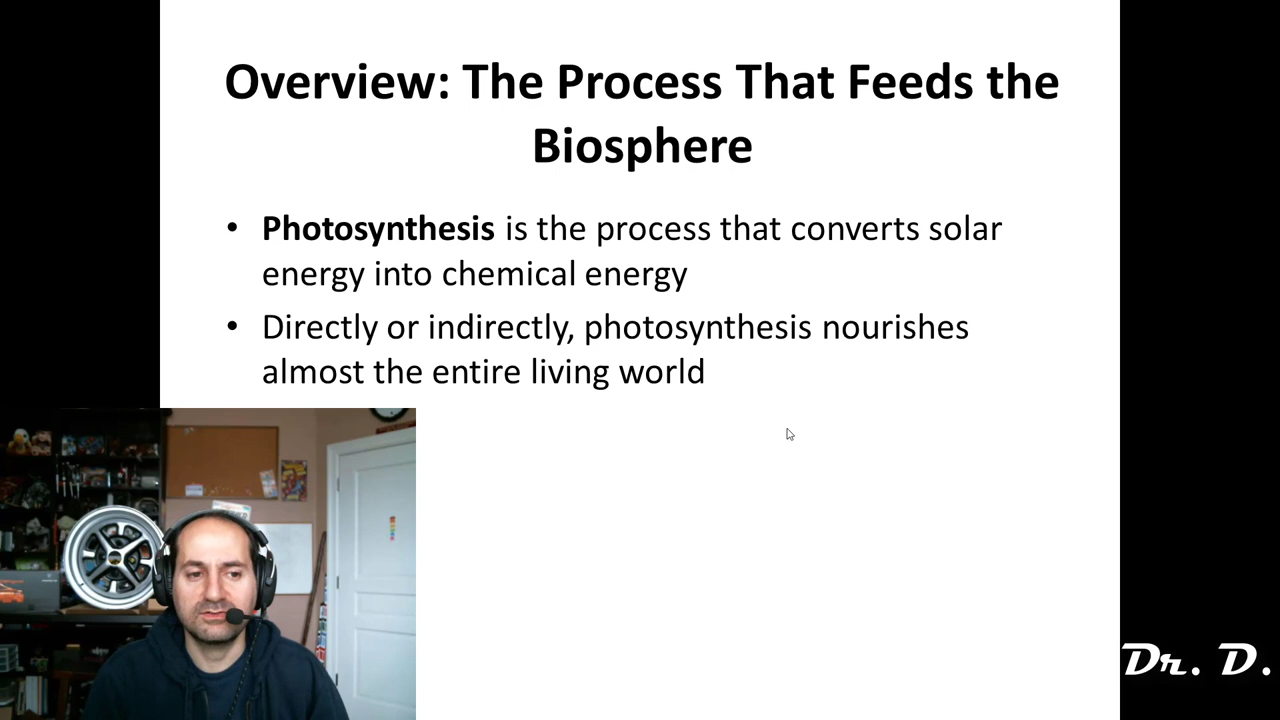 Overview: The Process That Feeds the
Biosphere
• Photosynthesis is the process that converts solar
energy into chemical energy
• Directly or indirectly, photosynthesis nourishes
almost the entire living world
Dr. D.